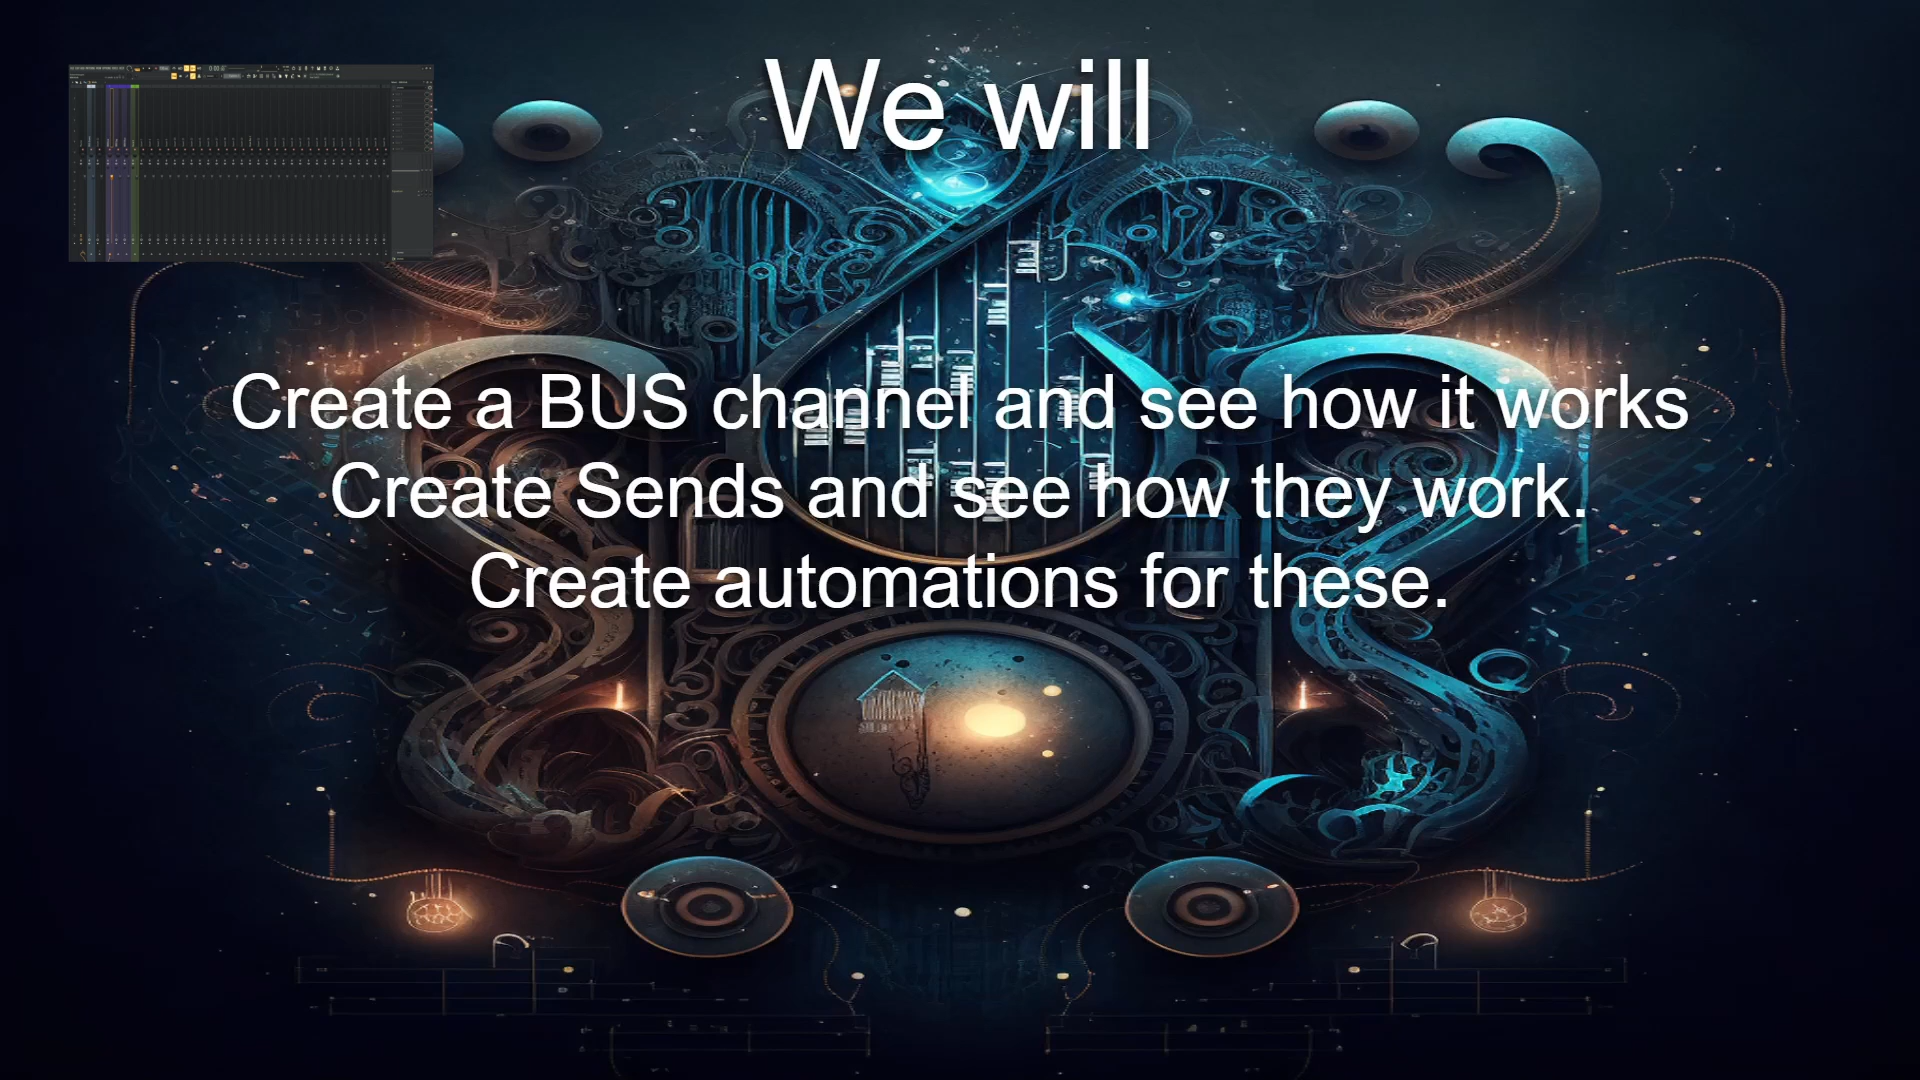 We will
Create a BUS channel and see how it works
Create Sends and see how they work.
Create automations for these.